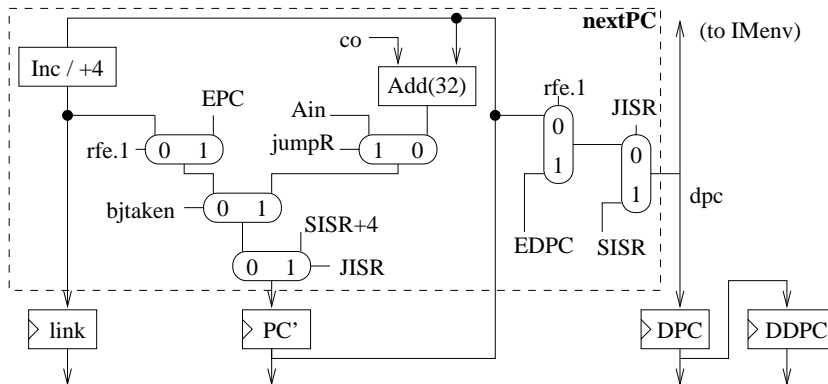 nextPC
(to IMenv)
co
Inc / +4
Add(32)
rfe.1
EPC
Ain
JISR
0
0
rfe.1
0 1
jumpR
1 0
1
1
bjtaken
0 1
dpc
SISR+4
EDPC
SISR
0 1
JISR
link
PC'
DPC
DDPC